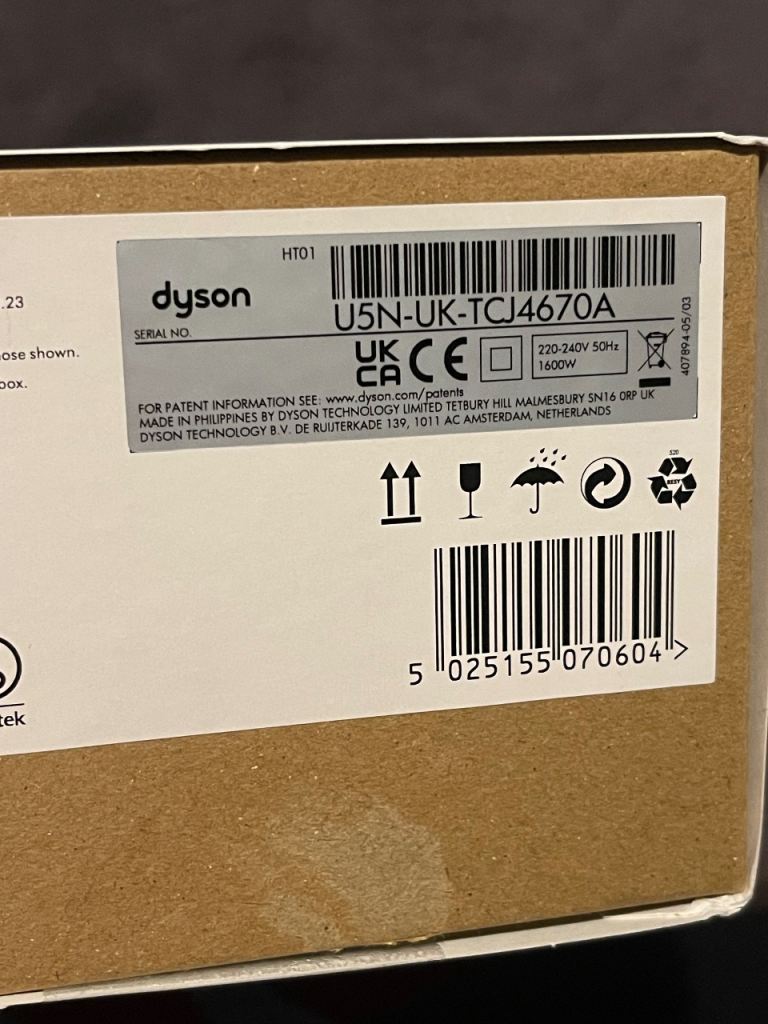 .23
ose shown.
box.
HT01
dyson
U5N-UK-TCJ4670A
SERIAL NO.
UK
CA CE
220-240V 50Hz
1600W
407894-05/03
FOR PATENT INFORMATION SEE: www.dyson.com/patents
MADE IN PHILIPPINES BY DYSON TECHNOLOGY LIMITED TETBURY HILL MALMESBURY SN16 0RP UK
DYSON TECHNOLOGY B.V. DE RUIJTERKADE 139, 1011 AC AMSTERDAM, NETHERLANDS
RESY
5 025155 070604 >
tek